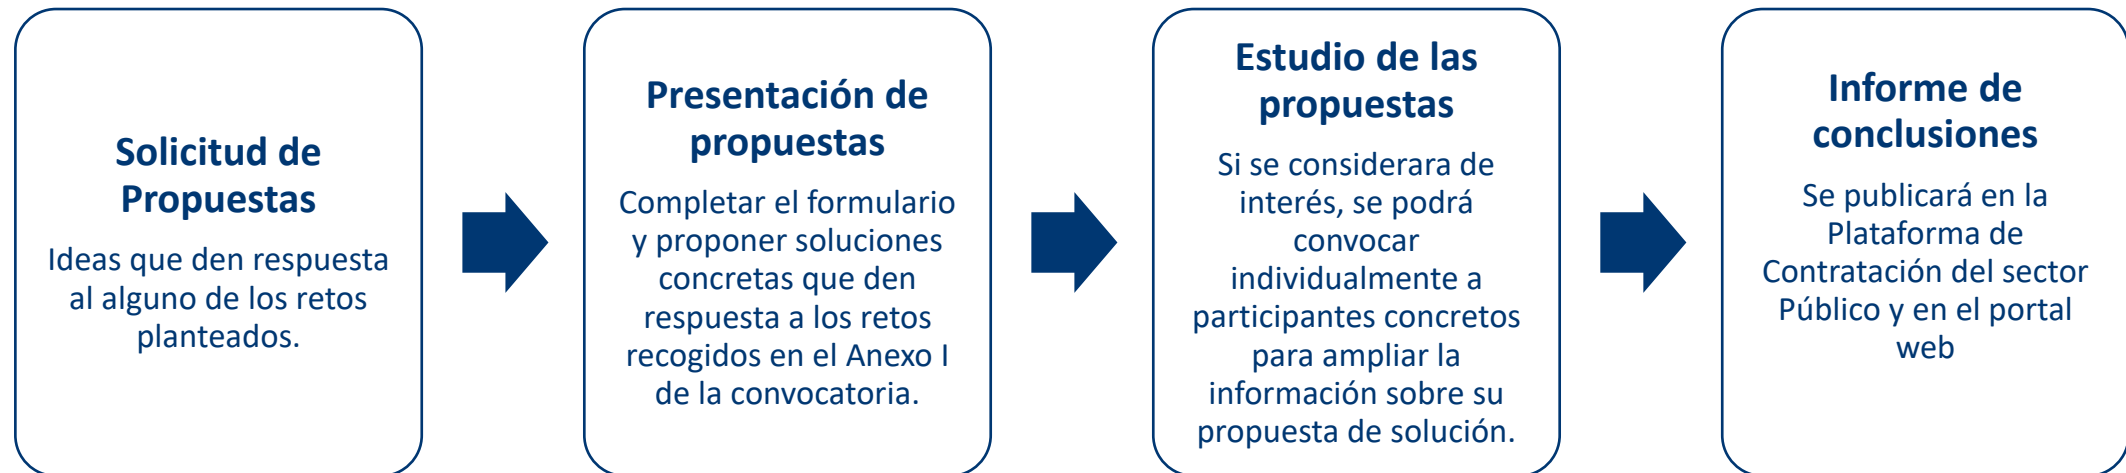 Solicitud de
Propuestas
Ideas que den respuesta
al alguno de los retos
planteados.
Presentación de
propuestas
Completar el formulario
y proponer soluciones
concretas que den
respuesta a los retos
recogidos en el Anexo I
de la convocatoria.
Estudio de las
propuestas
Si se considerara de
interés, se podrá
convocar
individualmente a
participantes concretos
para ampliar la
información sobre su
propuesta de solución.
Informe de
conclusiones
Se publicará en la
Plataforma de
Contratación del sector
Público y en el portal
web